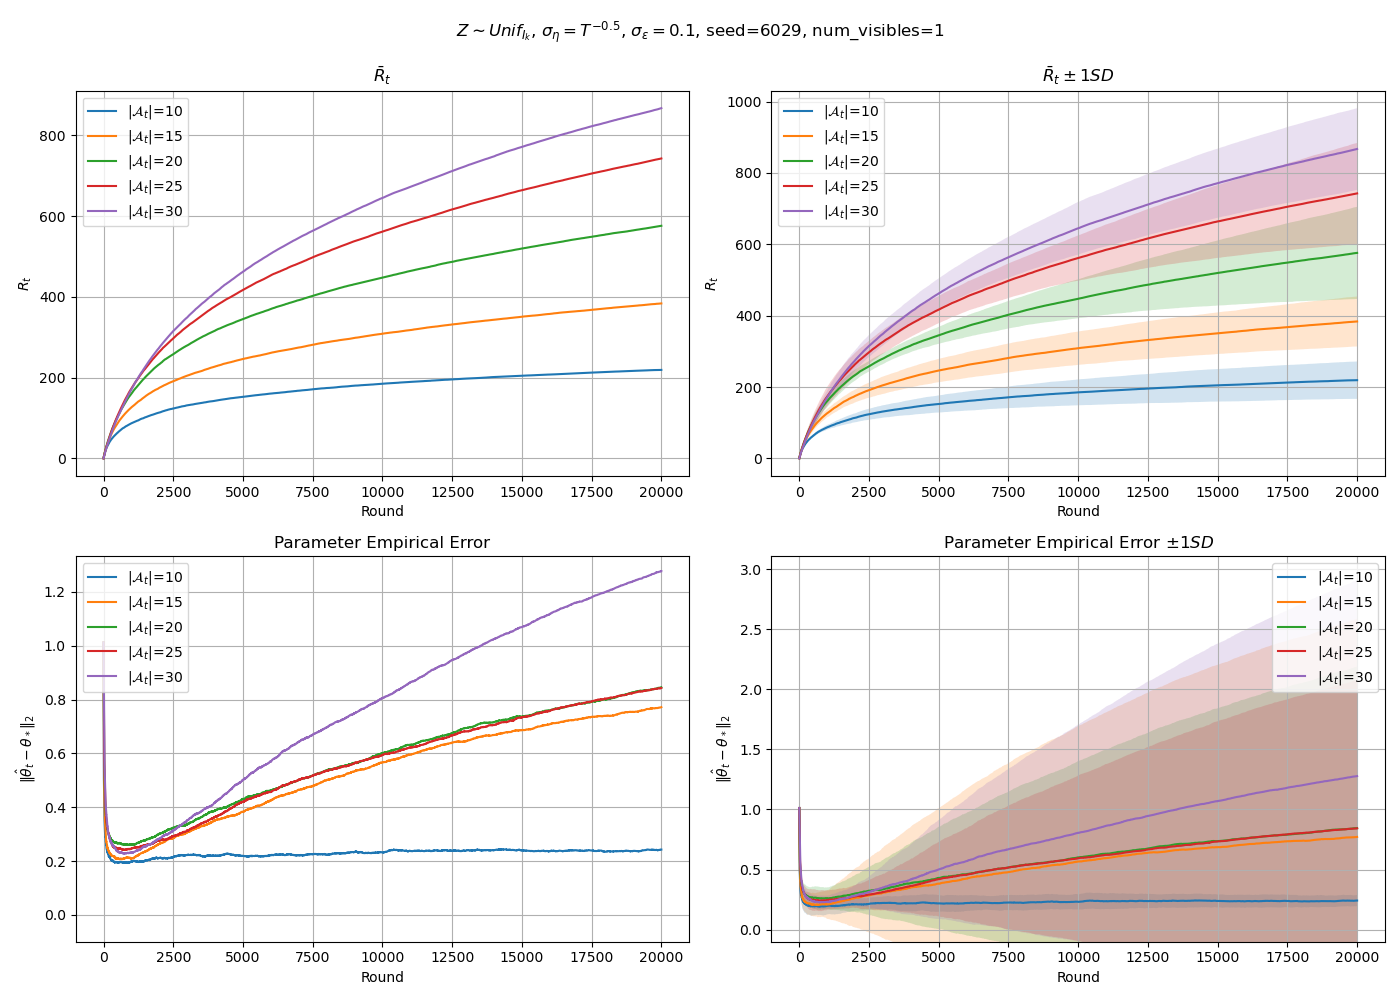 Z ∼ Unif_{I_k}, σ_η = T^{−0.5}, σ_ε = 0.1, seed=6029, num_visibles=1
R̄_t
R_t
800
600
400
200
0
|𝒜_t|=10
|𝒜_t|=15
|𝒜_t|=20
|𝒜_t|=25
|𝒜_t|=30
0 2500 5000 7500 10000 12500 15000 17500 20000
Round
R̄_t ± 1SD
R_t
1000
800
600
400
200
0
|𝒜_t|=10
|𝒜_t|=15
|𝒜_t|=20
|𝒜_t|=25
|𝒜_t|=30
0 2500 5000 7500 10000 12500 15000 17500 20000
Round
Parameter Empirical Error
‖θ̂_t − θ_*‖_2
1.2
1.0
0.8
0.6
0.4
0.2
0.0
|𝒜_t|=10
|𝒜_t|=15
|𝒜_t|=20
|𝒜_t|=25
|𝒜_t|=30
0 2500 5000 7500 10000 12500 15000 17500 20000
Round
Parameter Empirical Error ±1SD
‖θ̂_t − θ_*‖_2
3.0
2.5
2.0
1.5
1.0
0.5
0.0
|𝒜_t|=10
|𝒜_t|=15
|𝒜_t|=20
|𝒜_t|=25
|𝒜_t|=30
0 2500 5000 7500 10000 12500 15000 17500 20000
Round